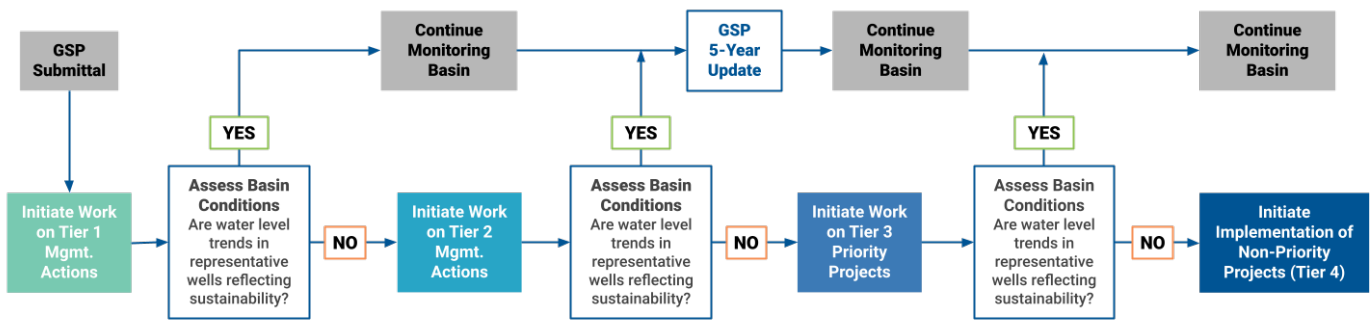 GSP
Submittal
Continue
Monitoring
Basin
GSP
5-Year
Update
Continue
Monitoring
Basin
Continue
Monitoring
Basin
YES
YES
YES
Initiate Work
on Tier 1
Mgmt.
Actions
Assess Basin
Conditions
Are water level
trends in
representative
wells reflecting
sustainability?
NO
Initiate Work
on Tier 2
Mgmt.
Actions
Assess Basin
Conditions
Are water level
trends in
representative
wells reflecting
sustainability?
NO
Initiate Work
on Tier 3
Priority
Projects
Assess Basin
Conditions
Are water level
trends in
representative
wells reflecting
sustainability?
NO
Initiate
Implementation of
Non-Priority
Projects (Tier 4)